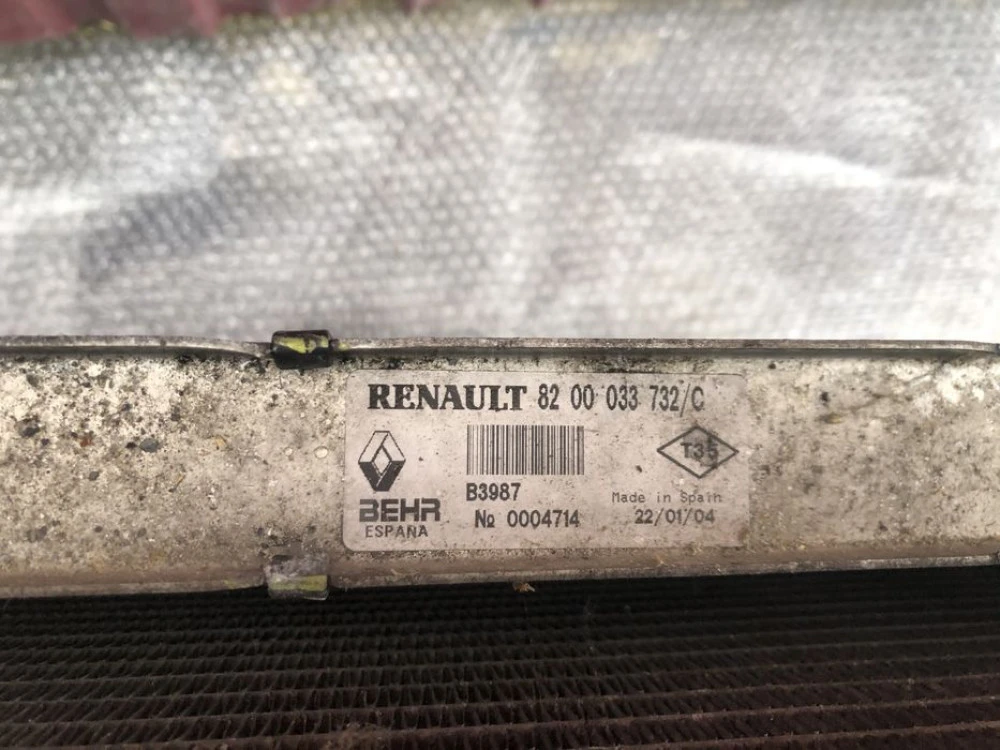 RENAULT 82 00 033 732/C
T35
B3987
BEHR
ESPAÑA
№ 0004714
Made in Spain
22/01/04